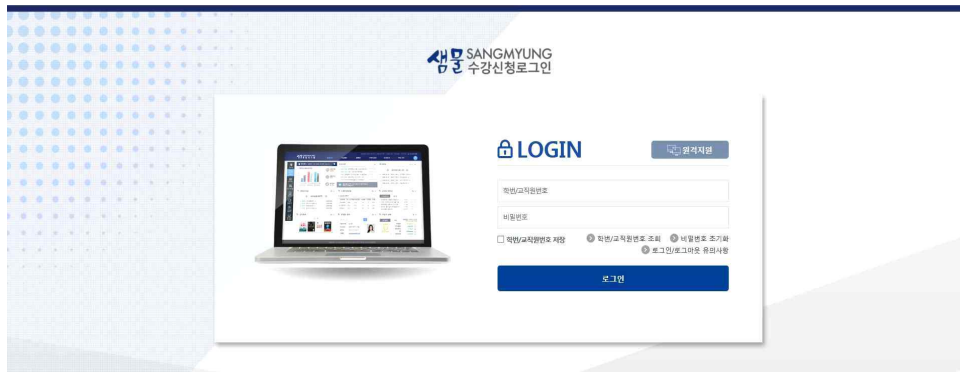 샘물 SANGMYUNG
수강신청로그인
LOGIN
원격지원
학번/교직원번호
비밀번호
학번/교직원번호 저장
학번/교직원번호 조회
비밀번호 초기화
로그인/로그아웃 유의사항
로그인